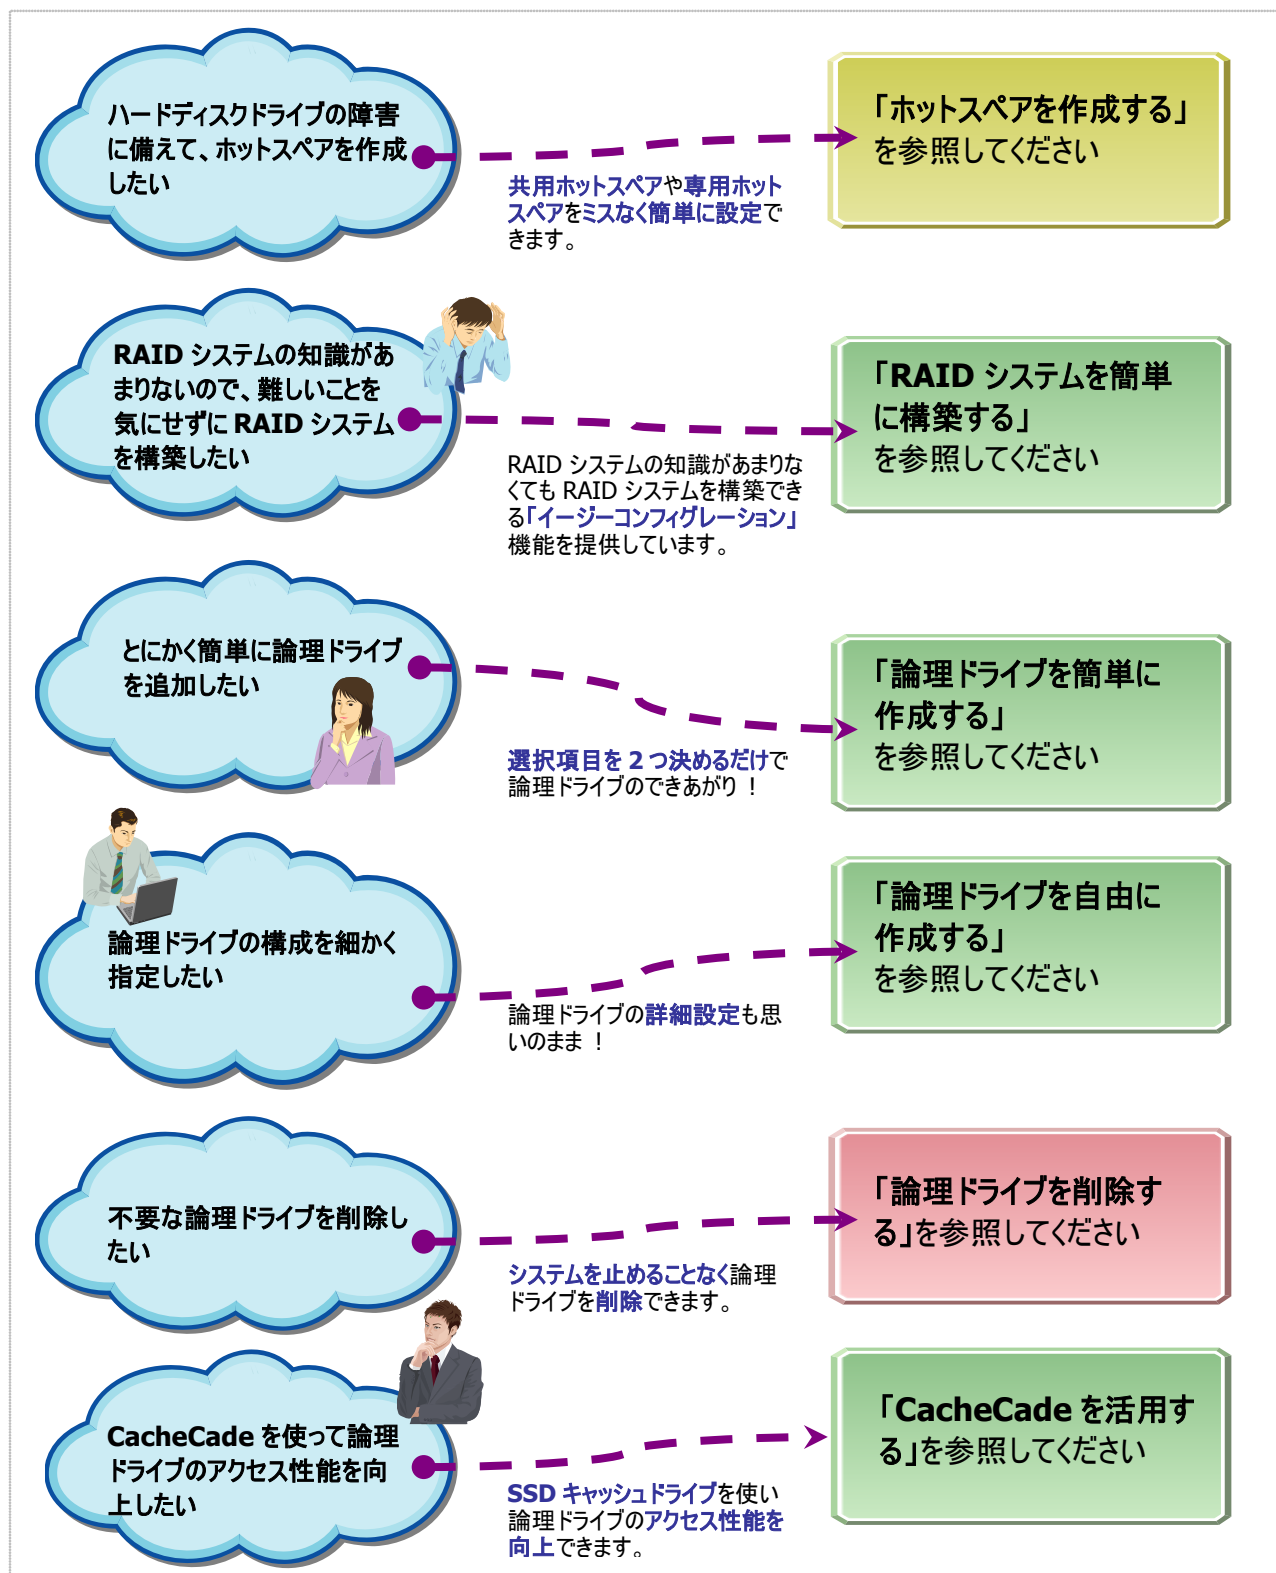 ハードディスクドライブの障害
に備えて、ホットスペアを作成
したい
共用ホットスペアや専用ホット
スペアをミスなく簡単に設定で
きます。
「ホットスペアを作成する」
を参照してください
RAID システムの知識があ
まりないので、難しいことを
気にせずに RAID システム
を構築したい
RAID システムの知識があまりな
くても RAID システムを構築でき
る「イージーコンフィグレーション」
機能を提供しています。
「RAID システムを簡単
に構築する」
を参照してください
とにかく簡単に論理ドライブ
を追加したい
選択項目を 2 つ決めるだけで
論理ドライブのできあがり！
「論理ドライブを簡単に
作成する」
を参照してください
論理ドライブの構成を細かく
指定したい
論理ドライブの詳細設定も思
いのまま！
「論理ドライブを自由に
作成する」
を参照してください
不要な論理ドライブを削除し
たい
システムを止めることなく論理
ドライブを削除できます。
「論理ドライブを削除す
る」を参照してください
CacheCade を使って論理
ドライブのアクセス性能を向
上したい
SSD キャッシュドライブを使い
論理ドライブのアクセス性能を
向上できます。
「CacheCade を活用す
る」を参照してください